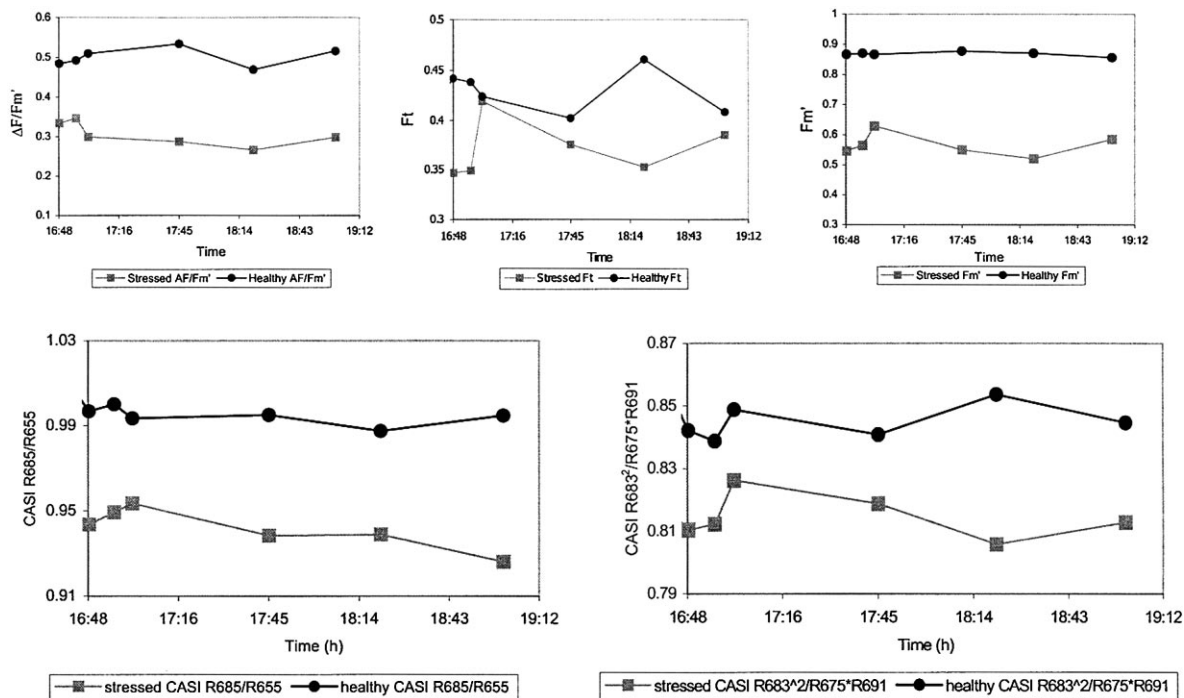 ΔF/Fm'
0.6
0.5
0.4
0.3
0.2
0.1
16:48 17:16 17:45 18:14 18:43 19:12
Time
Stressed AF/Fm' Healthy AF/Fm'
Ft
0.5
0.45
0.4
0.35
0.3
16:48 17:16 17:45 18:14 18:43 19:12
Time
Stressed Ft Healthy Ft
Fm'
1
0.9
0.8
0.7
0.6
0.5
0.4
0.3
16:48 17:16 17:45 18:14 18:43 19:12
Time
Stressed Fm' Healthy Fm'
CASI R685/R655
1.03
0.99
0.95
0.91
16:48 17:16 17:45 18:14 18:43 19:12
Time (h)
stressed CASI R685/R655 healthy CASI R685/R655
CASI R683²/R675*R691
0.87
0.85
0.83
0.81
0.79
16:48 17:16 17:45 18:14 18:43 19:12
Time (h)
stressed CASI R683^2/R675*R691 healthy CASI R683^2/R675*R691